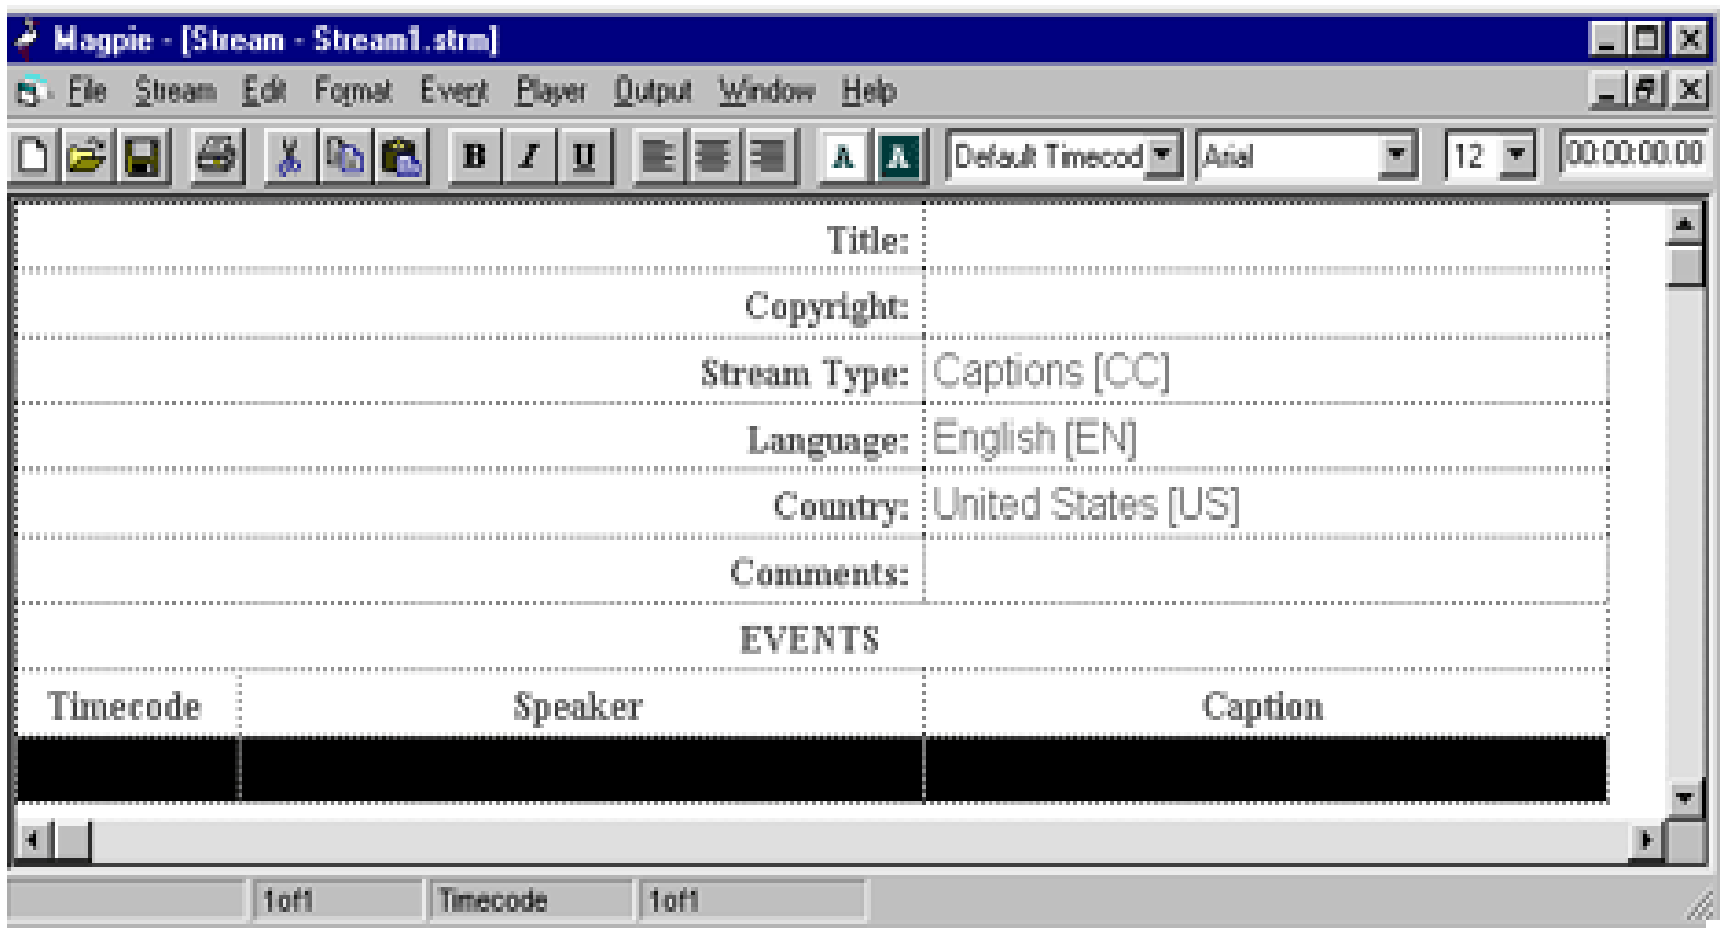 Magpie - [Stream - Stream1.strm]
File Stream Edit Format Event Player Output Window Help
B I U A A Default Timecod Arial 12 00:00:00.00
Title:
Copyright:
Stream Type: Captions [CC]
Language: English [EN]
Country: United States [US]
Comments:
EVENTS
Timecode Speaker Caption
1of1 Timecode 1of1